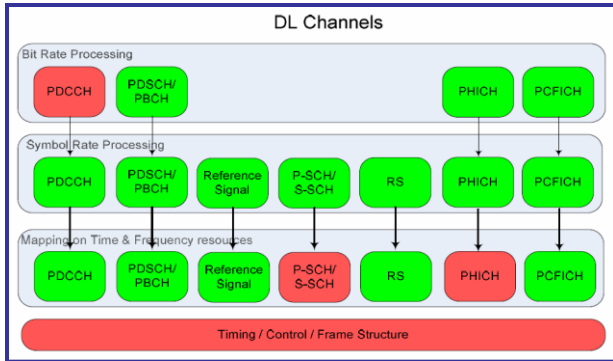 DL Channels
Bit Rate Processing
PDCCH
PDSCH/
PBCH
PHICH
PCFICH
Symbol Rate Processing
PDCCH
PDSCH/
PBCH
Reference
Signal
P-SCH/
S-SCH
RS
PHICH
PCFICH
Mapping on Time & Frequency resources
PDCCH
PDSCH/
PBCH
Reference
Signal
P-SCH/
S-SCH
RS
PHICH
PCFICH
Timing / Control / Frame Structure